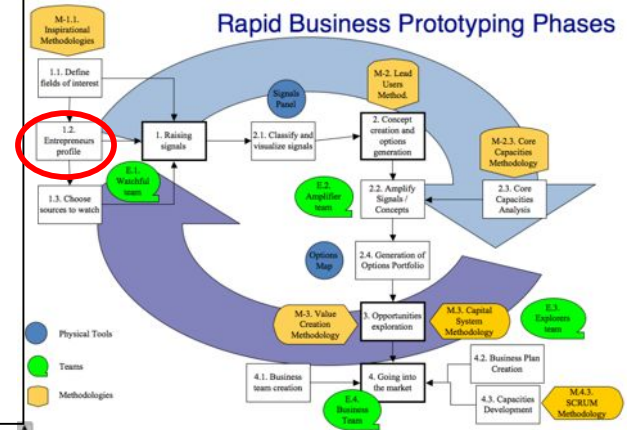 Rapid Business Prototyping Phases
M-1.1.
Inspirational
Methodologies
1.1. Define
fields of interest
1.2.
Entrepreneurs
profile
1.3. Choose
sources to watch
1. Raising
signals
E.1.
Watchful
team
Signals
Panel
2.1. Classify and
visualize signals
M-2. Lead
Users
Method.
2. Concept
creation and
options
generation
M-2.3. Core
Capacities
Methodology
E.2.
Amplifier
team
2.2. Amplify
Signals /
Concepts
2.3. Core
Capacities
Analysis
Options
Map
2.4. Generation of
Options Portfolio
M-3. Value
Creation
Methodology
3. Opportunities
exploration
M.3. Capital
System
Methodology
E.3.
Explorers
team
4.1. Business
team creation
4. Going into
the market
E.4.
Business
Team
4.2. Business Plan
Creation
4.3. Capacities
Development
M.4.3.
SCRUM
Methodology
Physical Tools
Teams
Methodologies